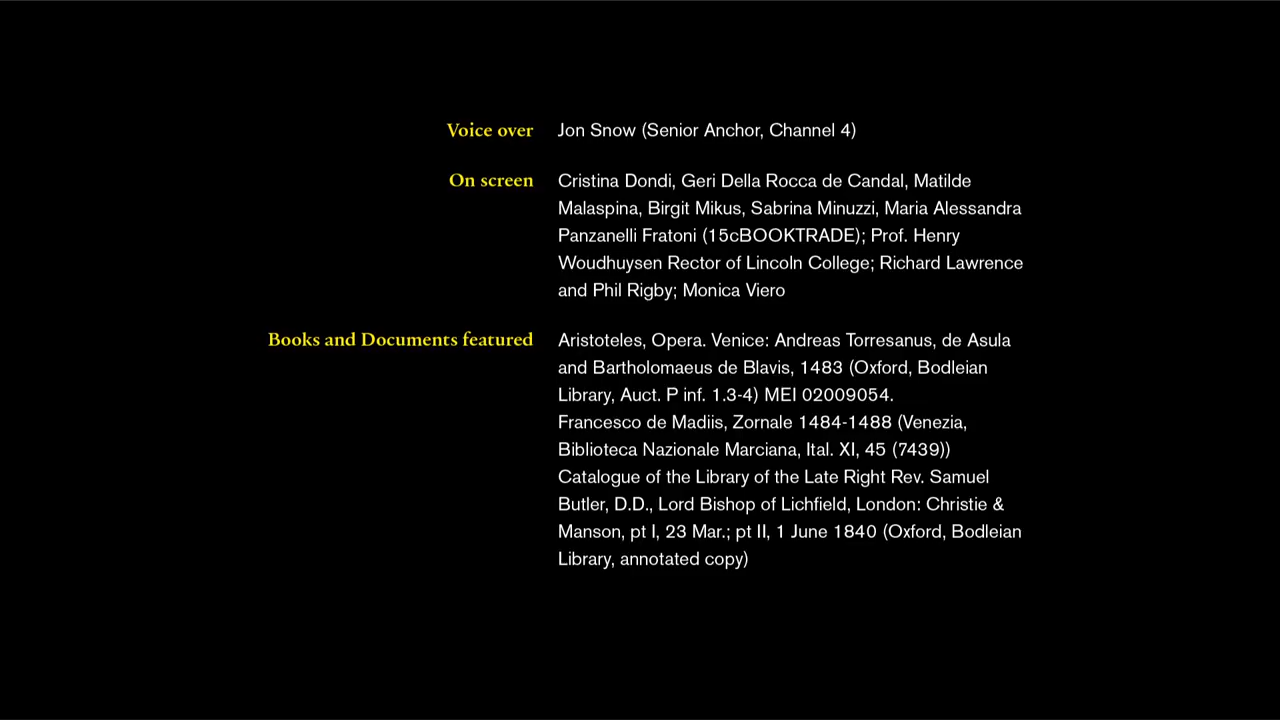 Voice over Jon Snow (Senior Anchor, Channel 4)
On screen Cristina Dondi, Geri Della Rocca de Candal, Matilde
Malaspina, Birgit Mikus, Sabrina Minuzzi, Maria Alessandra
Panzanelli Fratoni (15cBOOKTRADE); Prof. Henry
Woudhuysen Rector of Lincoln College; Richard Lawrence
and Phil Rigby; Monica Viero
Books and Documents featured Aristoteles, Opera. Venice: Andreas Torresanus, de Asula
and Bartholomaeus de Blavis, 1483 (Oxford, Bodleian
Library, Auct. P inf. 1.3-4) MEI 02009054.
Francesco de Madiis, Zornale 1484-1488 (Venezia,
Biblioteca Nazionale Marciana, Ital. XI, 45 (7439))
Catalogue of the Library of the Late Right Rev. Samuel
Butler, D.D., Lord Bishop of Lichfield, London: Christie &
Manson, pt I, 23 Mar.; pt II, 1 June 1840 (Oxford, Bodleian
Library, annotated copy)